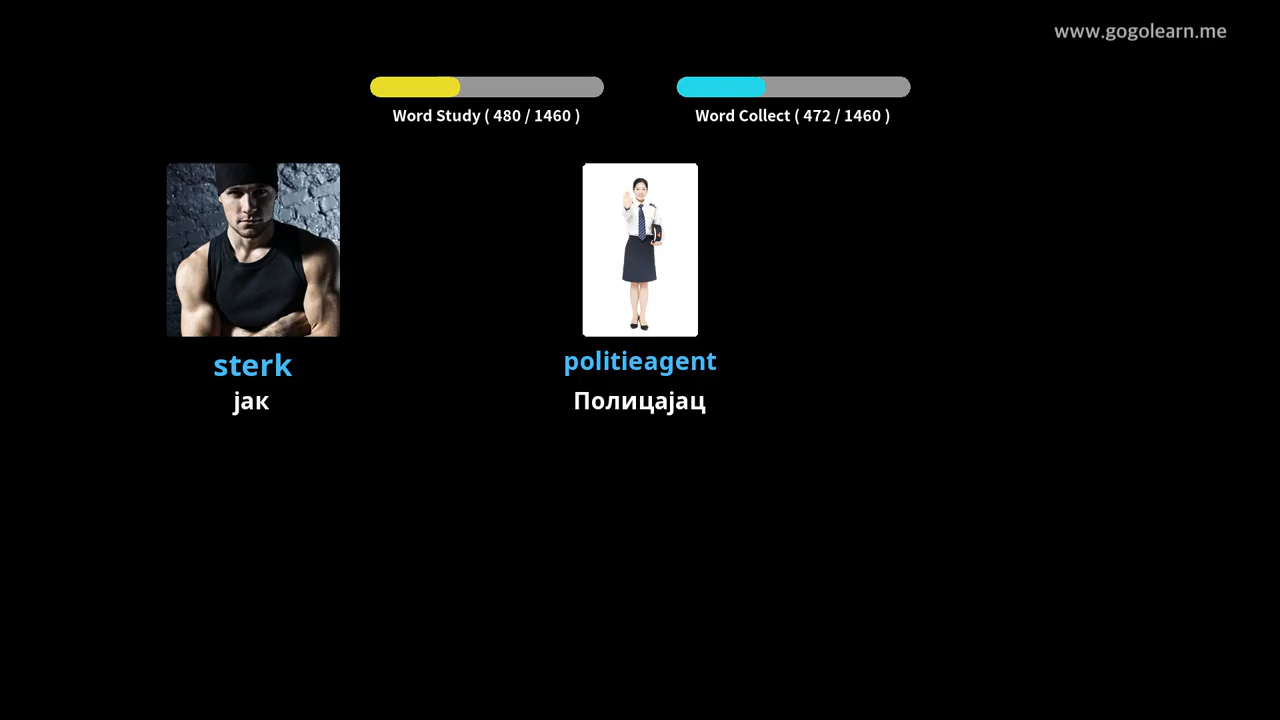 www.gogolearn.me
Word Study ( 480 / 1460 )
Word Collect ( 472 / 1460 )
sterk
јак
politieagent
Полицајац